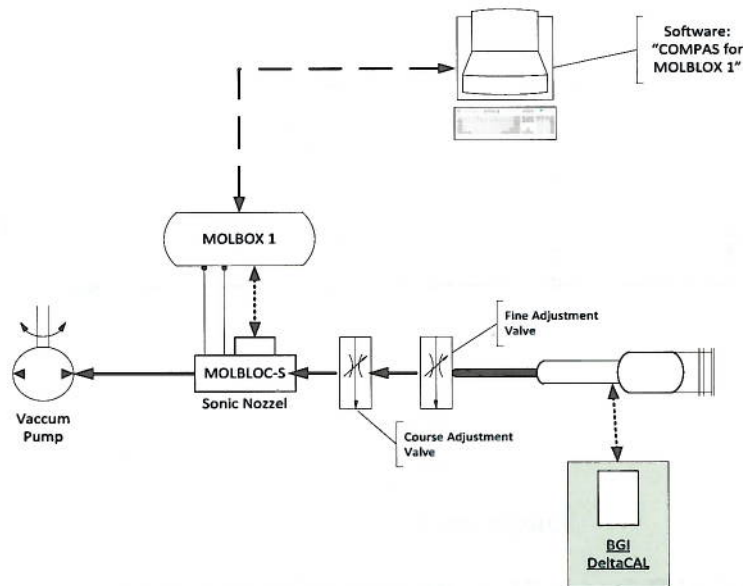 Software:
"COMPAS for
MOLBLOX 1"
MOLBOX 1
Fine Adjustment
Valve
MOLBLOC-S
Sonic Nozzel
Vaccum
Pump
Course Adjustment
Valve
BGI
DeltaCAL